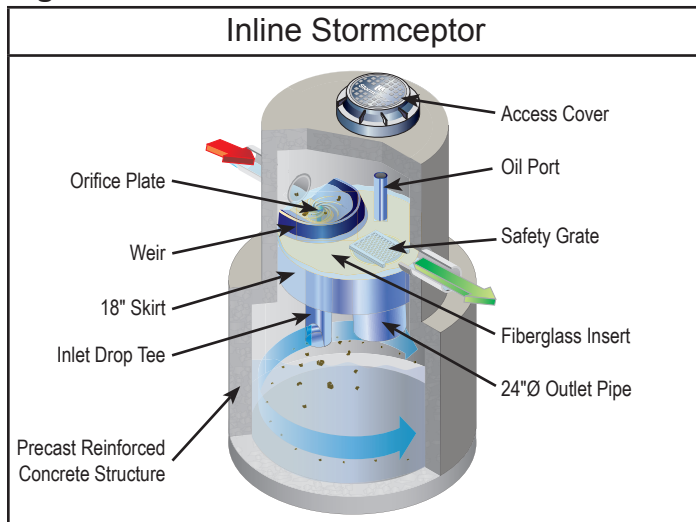 Inline Stormceptor
Access Cover
Oil Port
Orifice Plate
Safety Grate
Weir
18" Skirt
Fiberglass Insert
Inlet Drop Tee
24"Ø Outlet Pipe
Precast Reinforced
Concrete Structure